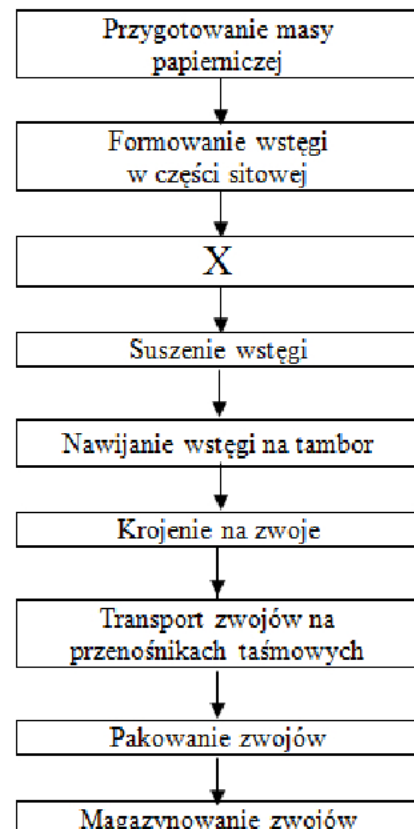 Przygotowanie masy
papierniczej
Formowanie wstęgi
w części sitowej
X
Suszenie wstęgi
Nawijanie wstęgi na tambor
Krojenie na zwoje
Transport zwojów na
przenośnikach taśmowych
Pakowanie zwojów
Magazynowanie zwojów